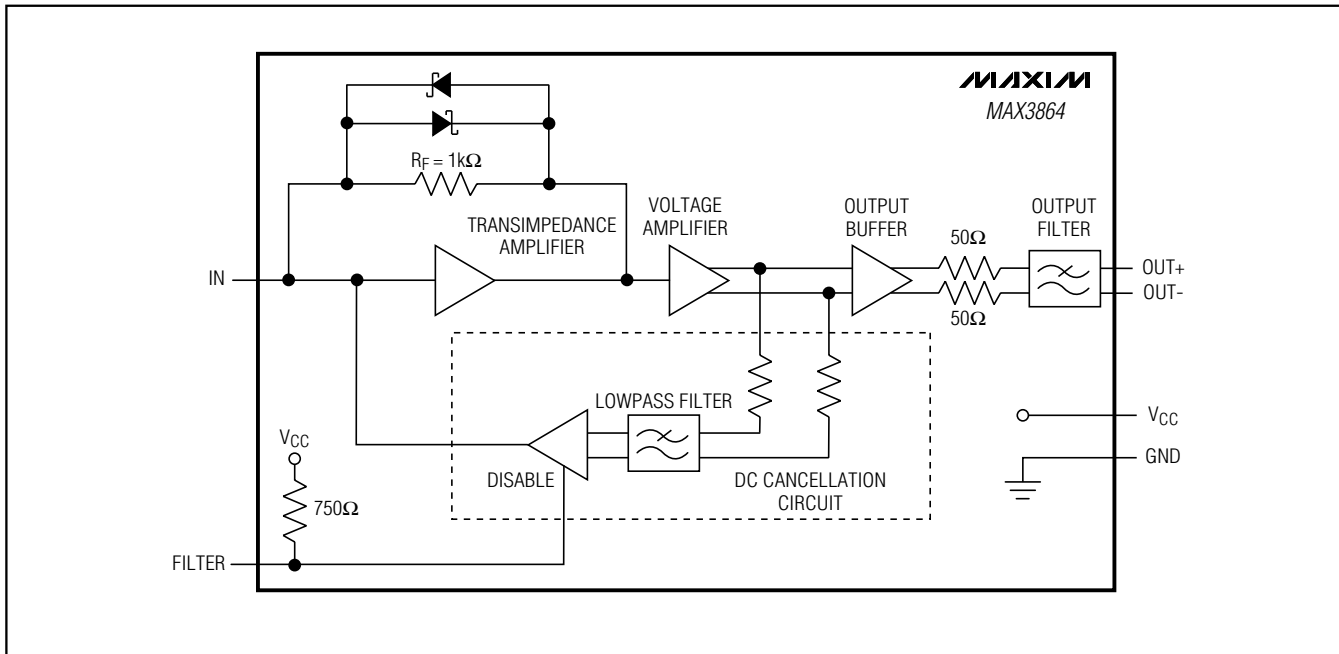 MAXIM
MAX3864
RF = 1kΩ
TRANSIMPEDANCE
AMPLIFIER
VOLTAGE
AMPLIFIER
OUTPUT
BUFFER
50Ω
50Ω
OUTPUT
FILTER
IN
OUT+
OUT-
LOWPASS FILTER
DISABLE
DC CANCELLATION
CIRCUIT
VCC
750Ω
FILTER
VCC
GND